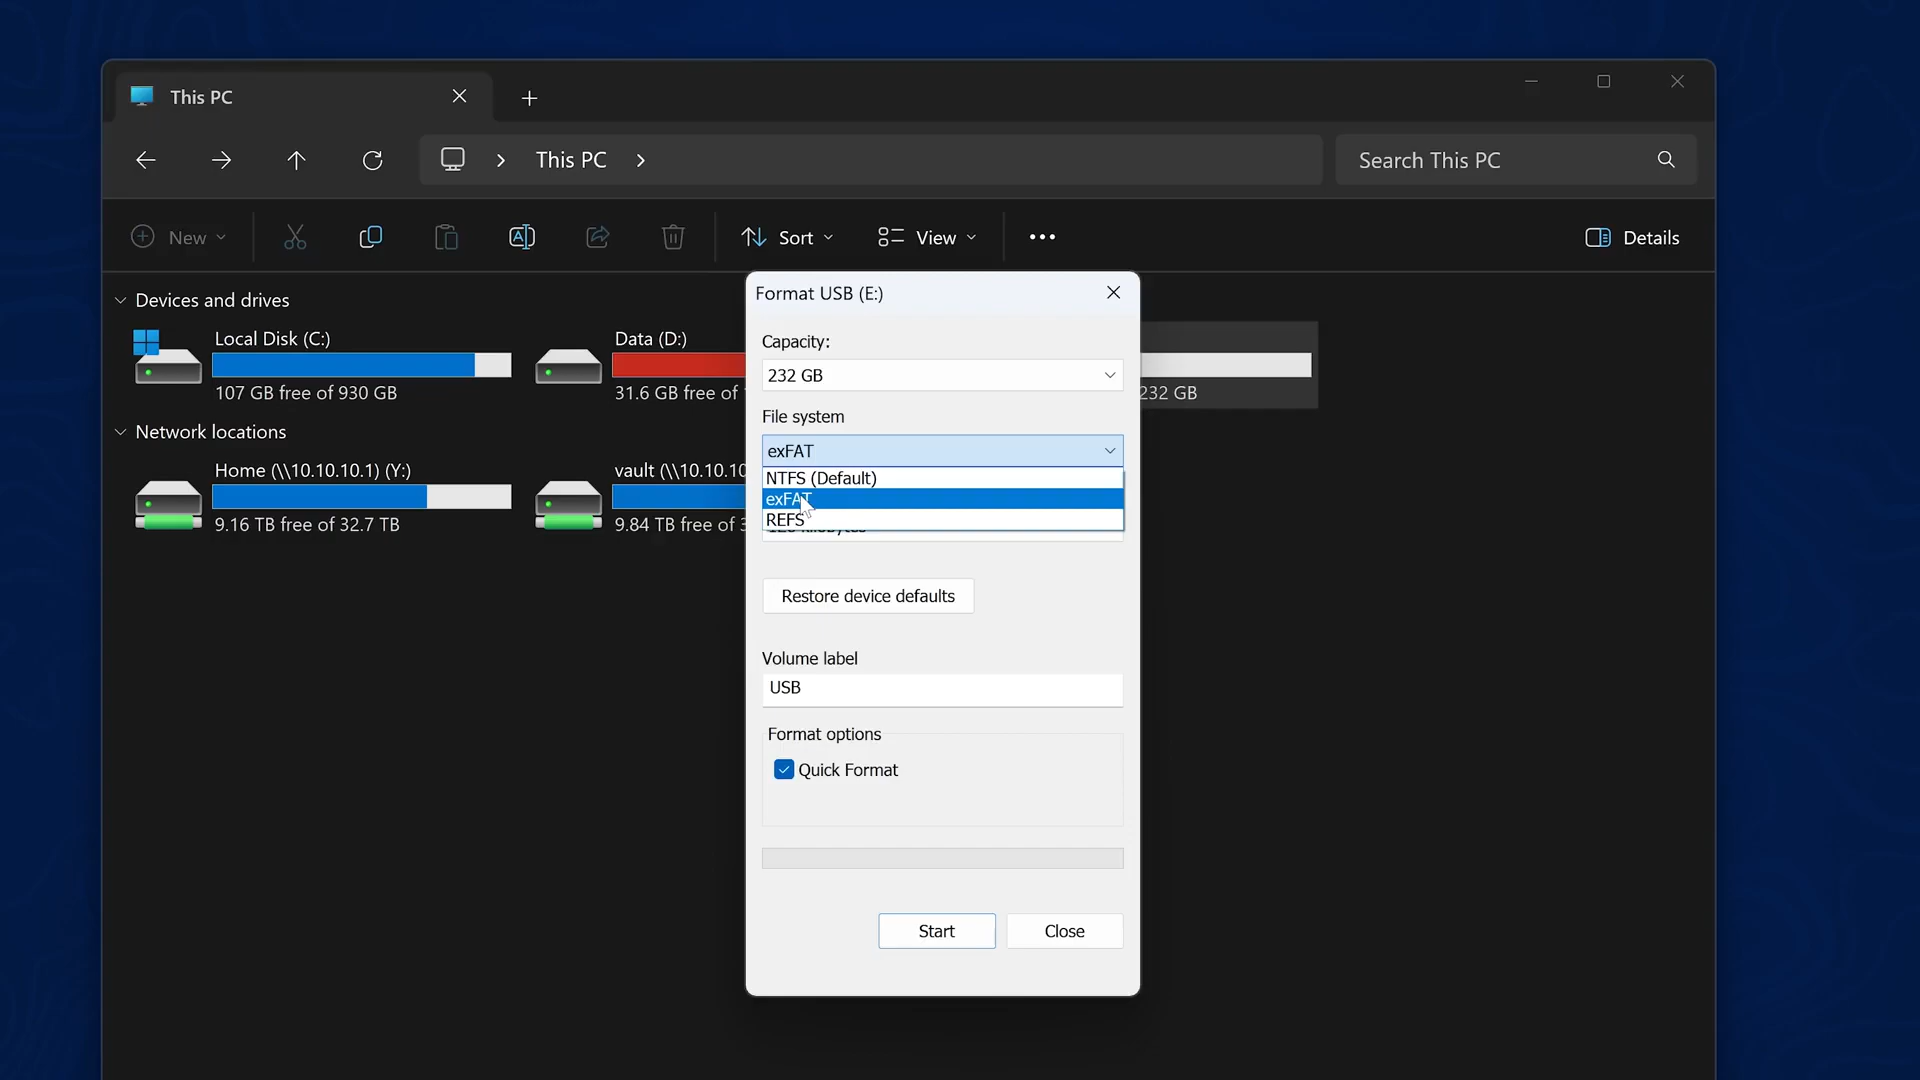 This PC
This PC
Search This PC
New
Sort
View
Details
Devices and drives
Local Disk (C:)
107 GB free of 930 GB
Data (D:)
31.6 GB free of
232 GB
Network locations
Home (\\10.10.10.1) (Y:)
9.16 TB free of 32.7 TB
vault (\\10.10.10
9.84 TB free of 3
Format USB (E:)
Capacity:
232 GB
File system
exFAT
NTFS (Default)
exFAT
REFS
Restore device defaults
Volume label
USB
Format options
Quick Format
Start
Close